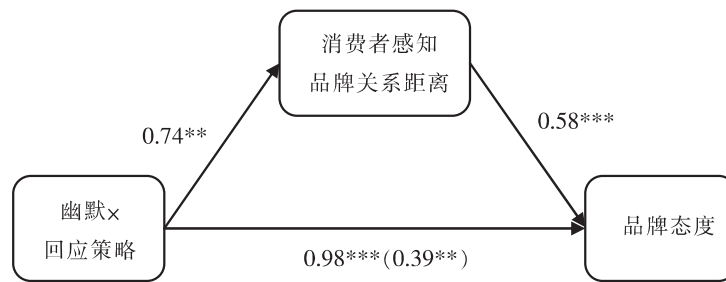 消费者感知
品牌关系距离
0.74**
0.58***
幽默×
回应策略
品牌态度
0.98***(0.39**)